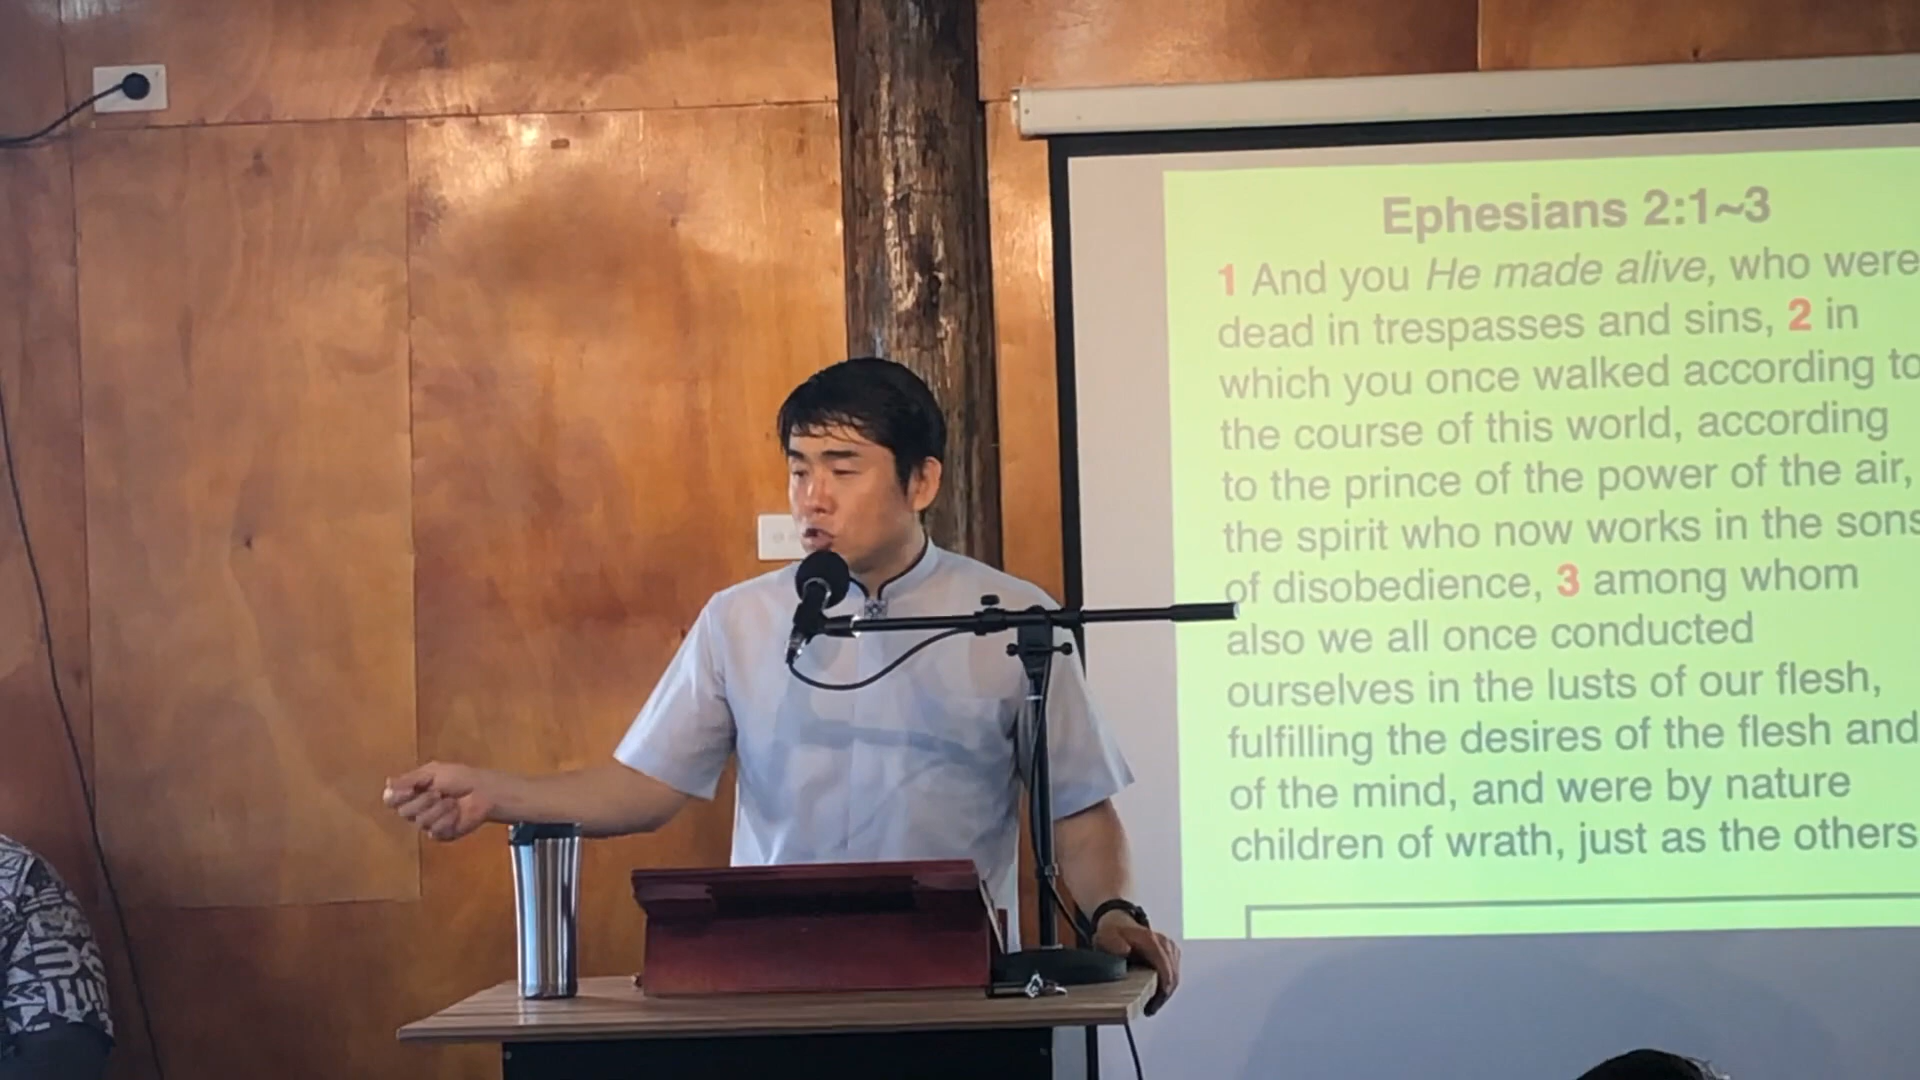 Ephesians 2:1~3
1 And you He made alive, who were
dead in trespasses and sins, 2 in
which you once walked according to
the course of this world, according
to the prince of the power of the air,
the spirit who now works in the sons
of disobedience, 3 among whom
also we all once conducted
ourselves in the lusts of our flesh,
fulfilling the desires of the flesh and
of the mind, and were by nature
children of wrath, just as the others